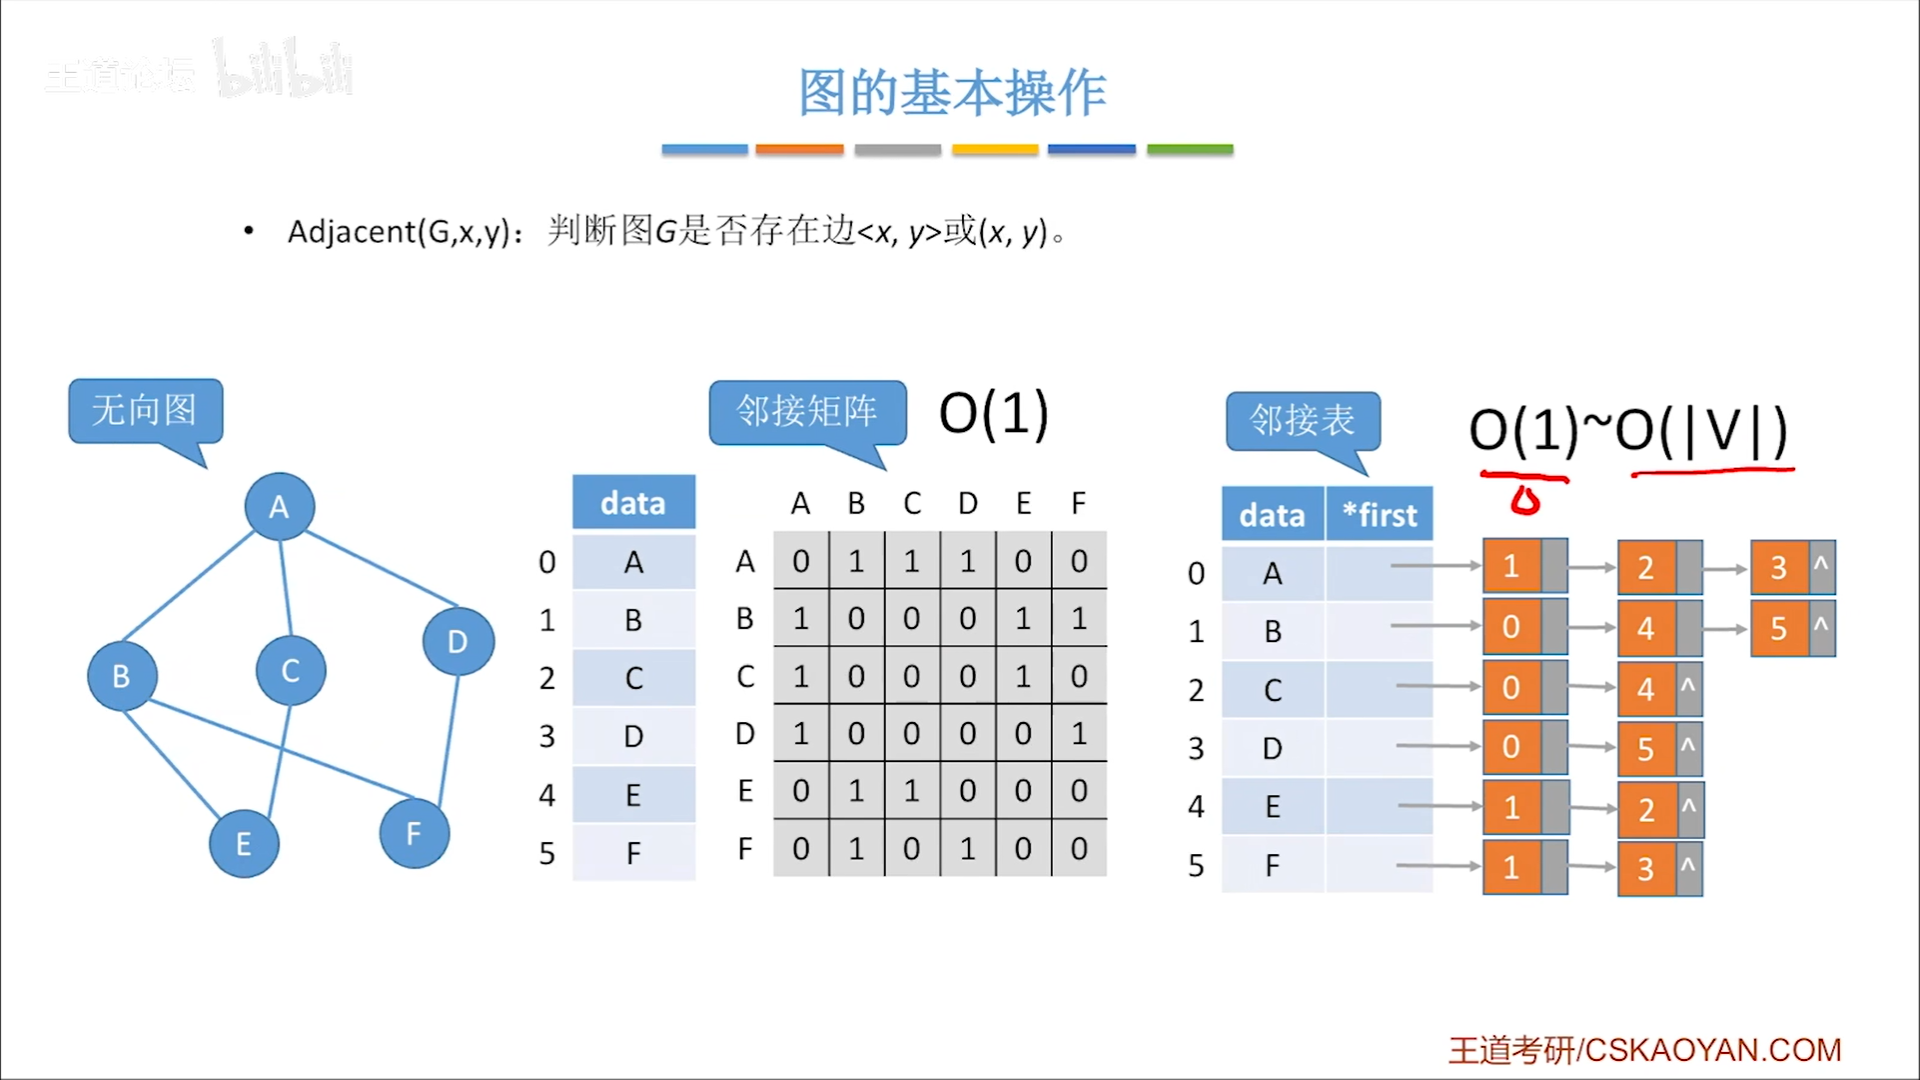 王道论坛 bilibili
图的基本操作
• Adjacent(G,x,y)：判断图G是否存在边<x, y>或(x, y)。
无向图
A
B
C
D
E
F
data
0 A
1 B
2 C
3 D
4 E
5 F
邻接矩阵 O(1)
A B C D E F
A 0 1 1 1 0 0
B 1 0 0 0 1 1
C 1 0 0 0 1 0
D 1 0 0 0 0 1
E 0 1 1 0 0 0
F 0 1 0 1 0 0
邻接表 O(1)~O(|V|)
data *first
0 A 1 2 3 ^
1 B 0 4 5 ^
2 C 0 4 ^
3 D 0 5 ^
4 E 1 2 ^
5 F 1 3 ^
王道考研/CSKAOYAN.COM